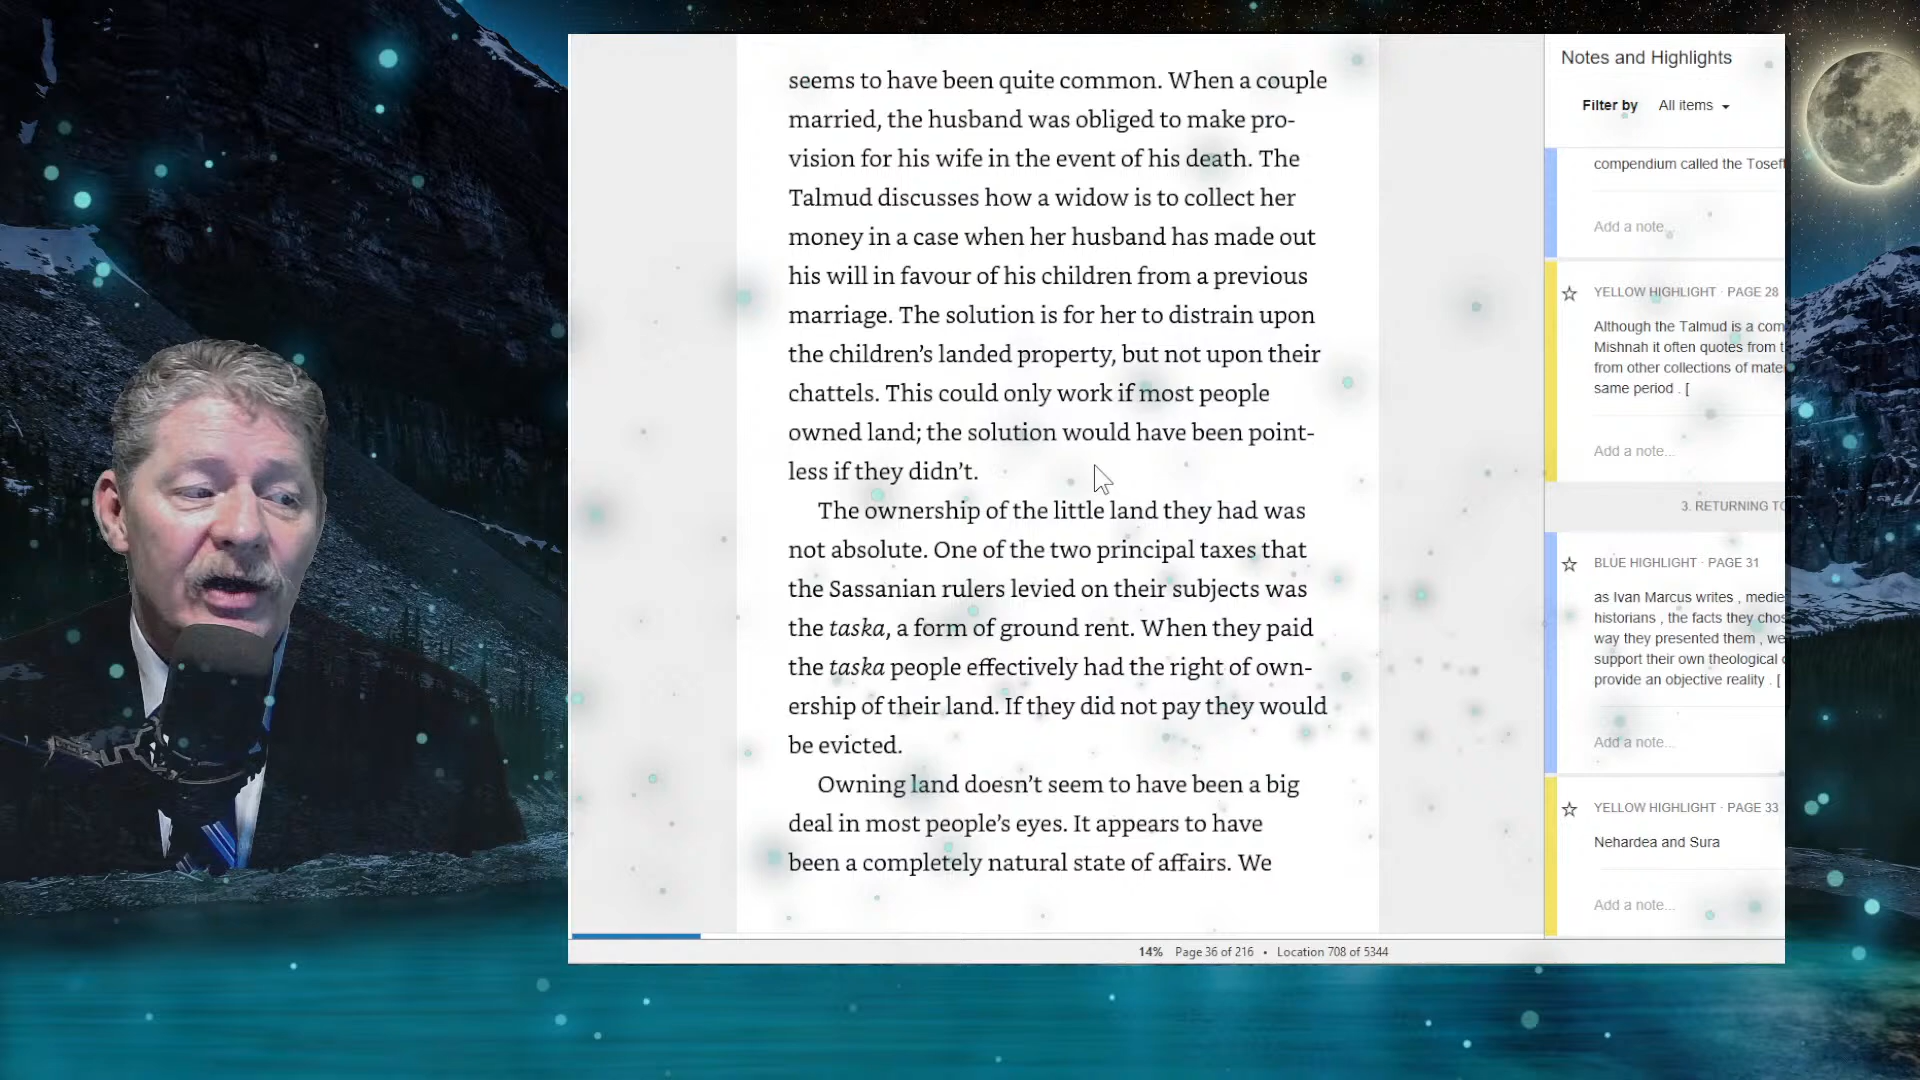 seems to have been quite common. When a couple
married, the husband was obliged to make pro-
vision for his wife in the event of his death. The
Talmud discusses how a widow is to collect her
money in a case when her husband has made out
his will in favour of his children from a previous
marriage. The solution is for her to distrain upon
the children's landed property, but not upon their
chattels. This could only work if most people
owned land; the solution would have been point-
less if they didn't.
The ownership of the little land they had was
not absolute. One of the two principal taxes that
the Sassanian rulers levied on their subjects was
the taska, a form of ground rent. When they paid
the taska people effectively had the right of own-
ership of their land. If they did not pay they would
be evicted.
Owning land doesn't seem to have been a big
deal in most people's eyes. It appears to have
been a completely natural state of affairs. We
14% Page 36 of 216 • Location 708 of 5344
Notes and Highlights
Filter by All items
compendium called the
Add a note...
YELLOW HIGHLIGHT · PAGE 28
Although the Talmud is a
Mishnah it often quotes from
from other collections of
same period . [
Add a note...
3. RETURNING
BLUE HIGHLIGHT · PAGE 31
as Ivan Marcus writes ,
historians , the facts they
way they presented them ,
support their own theological
provide an objective reality . [
Add a note...
YELLOW HIGHLIGHT · PAGE 33
Nehardea and Sura
Add a note...